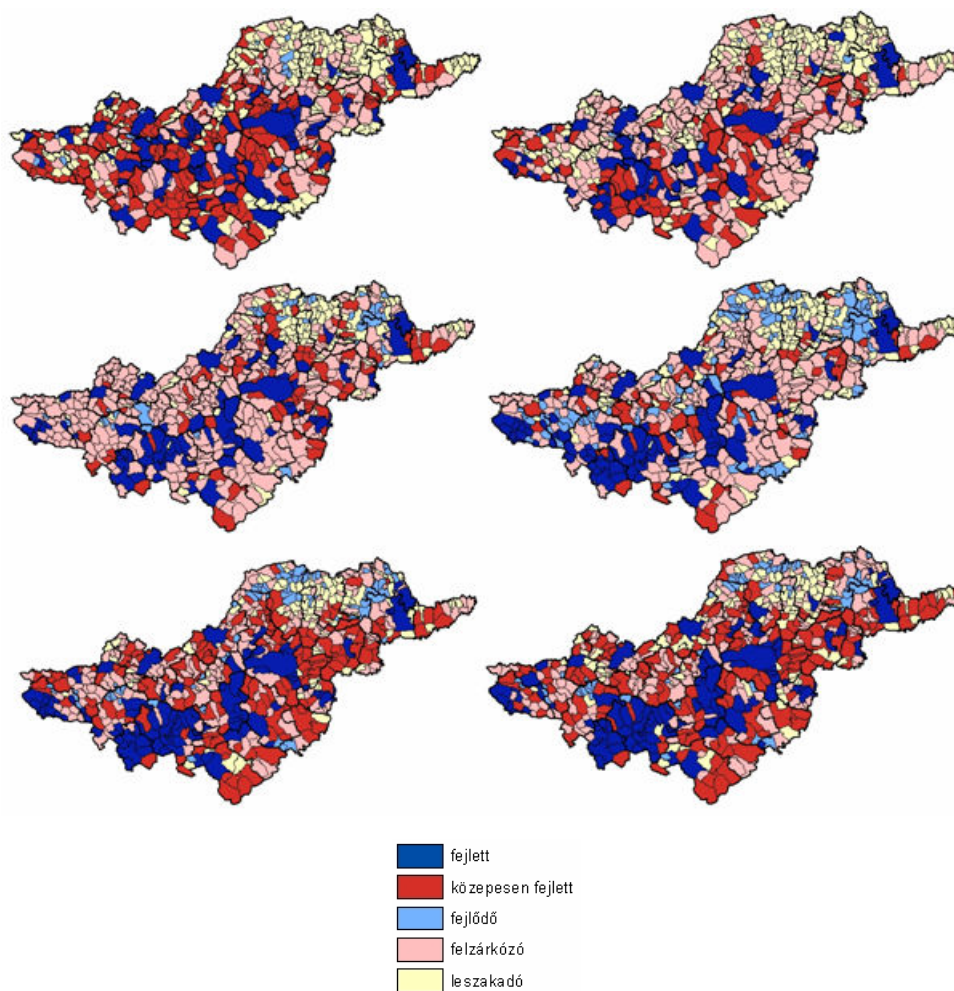 fejlett
közepesen fejlett
fejlődő
felzárkózó
leszakadó